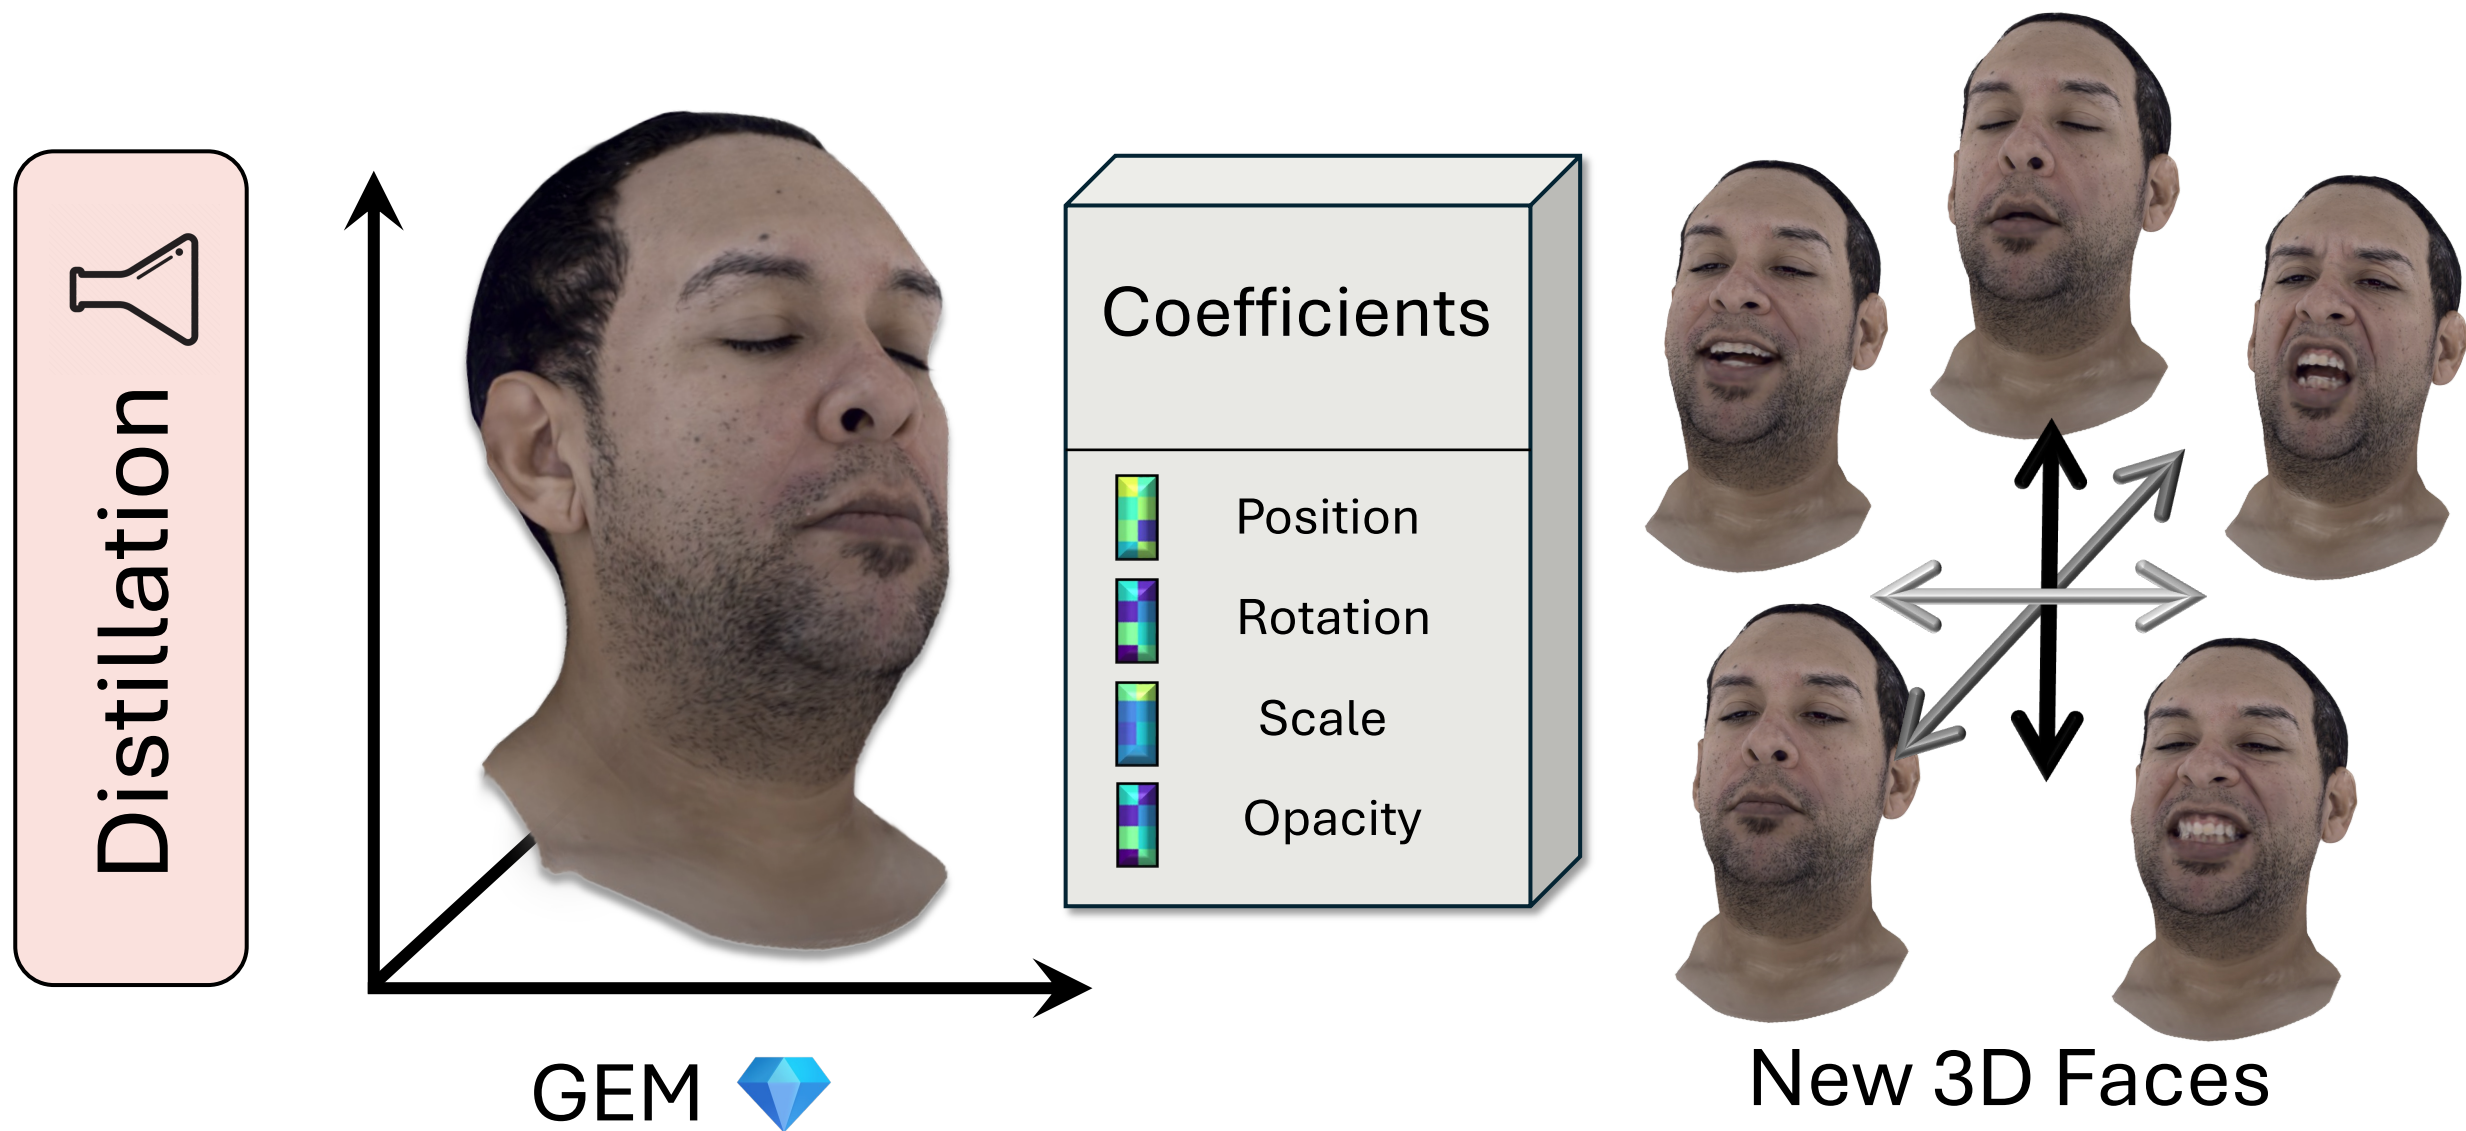 Distillation
GEM
Coefficients
Position
Rotation
Scale
Opacity
New 3D Faces